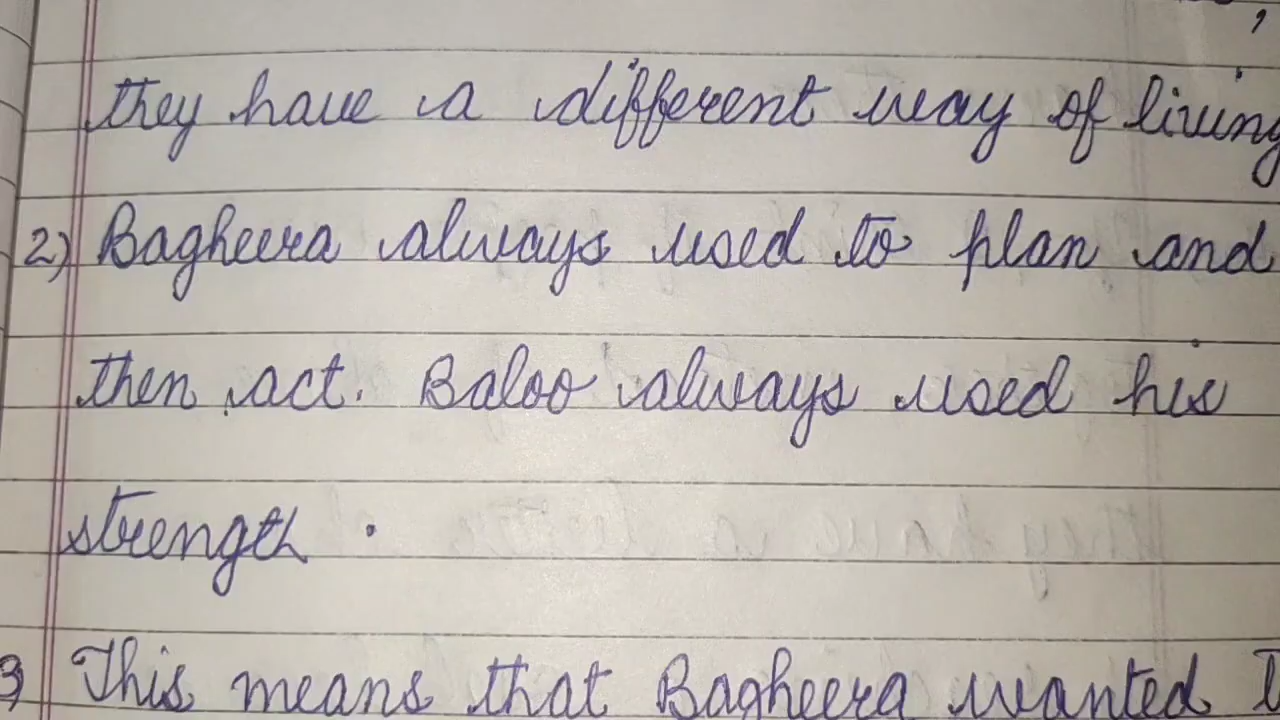 they have a different way of living
2) Bagheera always used to plan and
then act. Baloo always used his
strength.
3) This means that Bagheera wanted